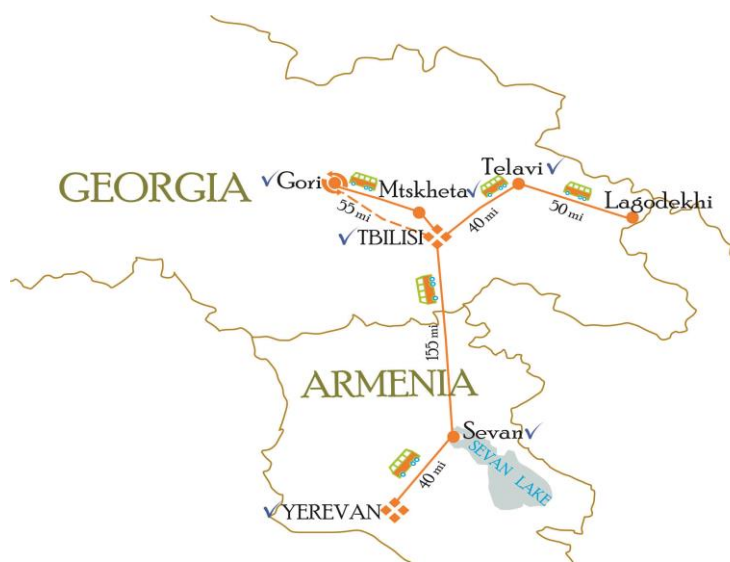 Telavi
GEORGIA
Gori
Mtskheta
Lagodekhi
55 mi
50 mi
40 mi
TBILISI
155 mi
ARMENIA
Sevan
SEVAN LAKE
40 mi
YEREVAN